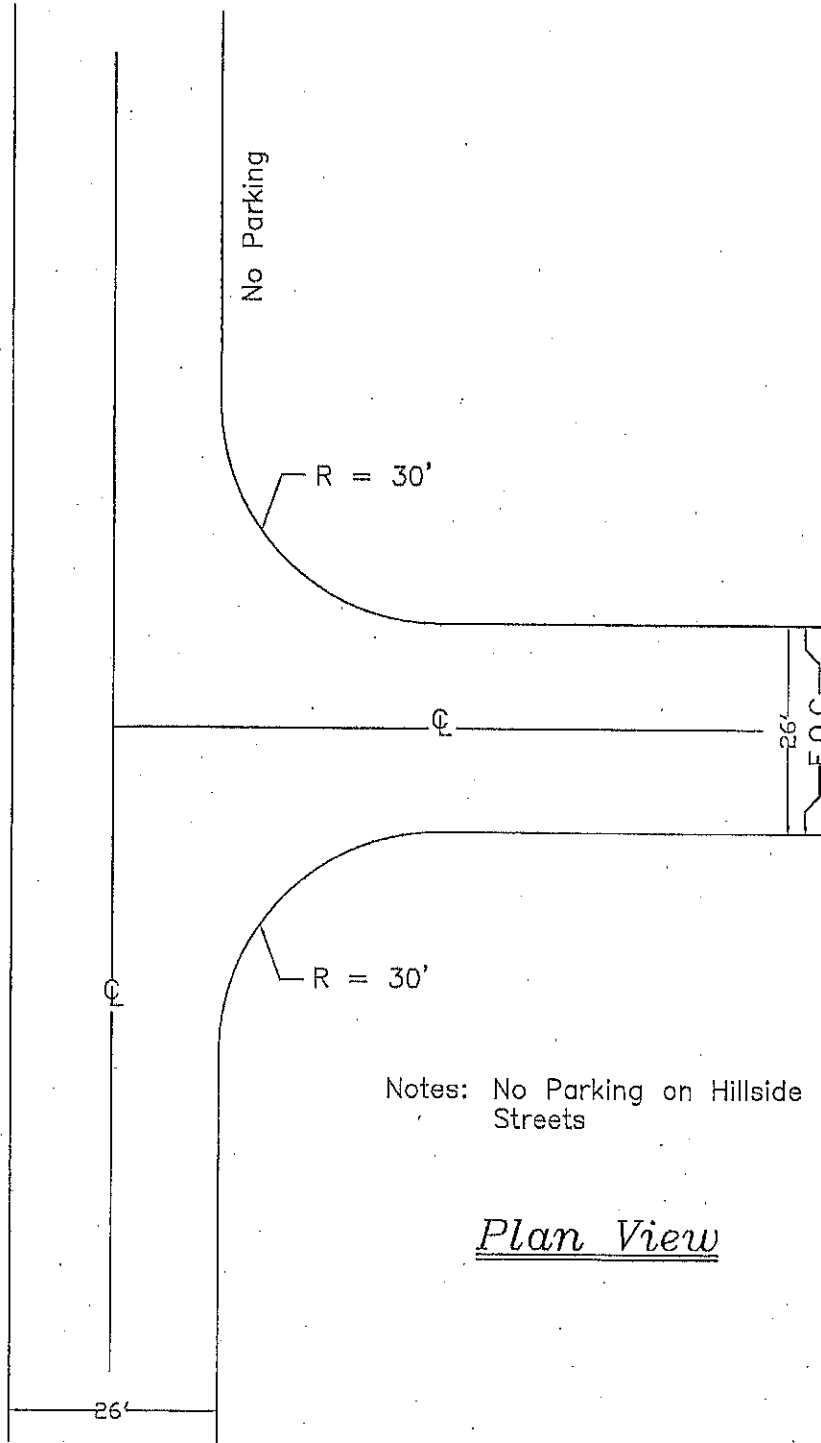 No Parking
R = 30'
℄
26'
F.O.C.
R = 30'
℄
Notes: No Parking on Hillside
Streets
Plan View
26'